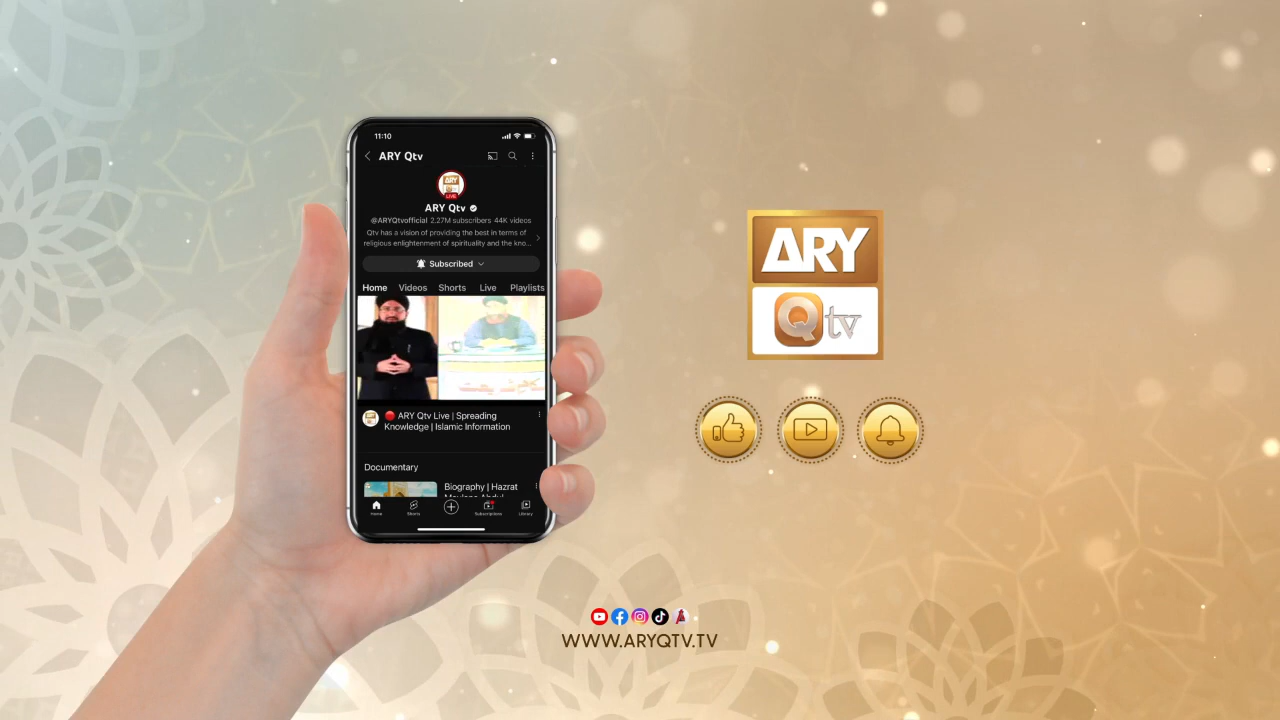 11:10
ARY Qtv
LIVE
ARY Qtv
@ARYQtvofficial 2.27M subscribers 44K videos
Qtv has a vision of providing the best in terms of
religious enlightenment of spirituality and the kno...
Subscribed
Home Videos Shorts Live Playlists
ARY Qtv Live | Spreading
Knowledge | Islamic Information
Documentary
Biography | Hazrat
Home Shorts Subscriptions Library
ARY
Qtv
WWW.ARYQTV.TV